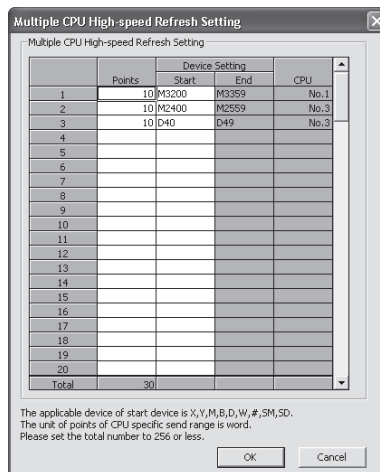 Multiple CPU High-speed Refresh Setting
Multiple CPU High-speed Refresh Setting
Device Setting
Points Start End CPU
1 10 M3200 M3359 No.1
2 10 M2400 M2559 No.3
3 10 D40 D49 No.3
4
5
6
7
8
9
10
11
12
13
14
15
16
17
18
19
20
Total 30
The applicable device of start device is X,Y,M,B,D,W,#,SM,SD.
The unit of points of CPU specific send range is word.
Please set the total number to 256 or less.
OK Cancel